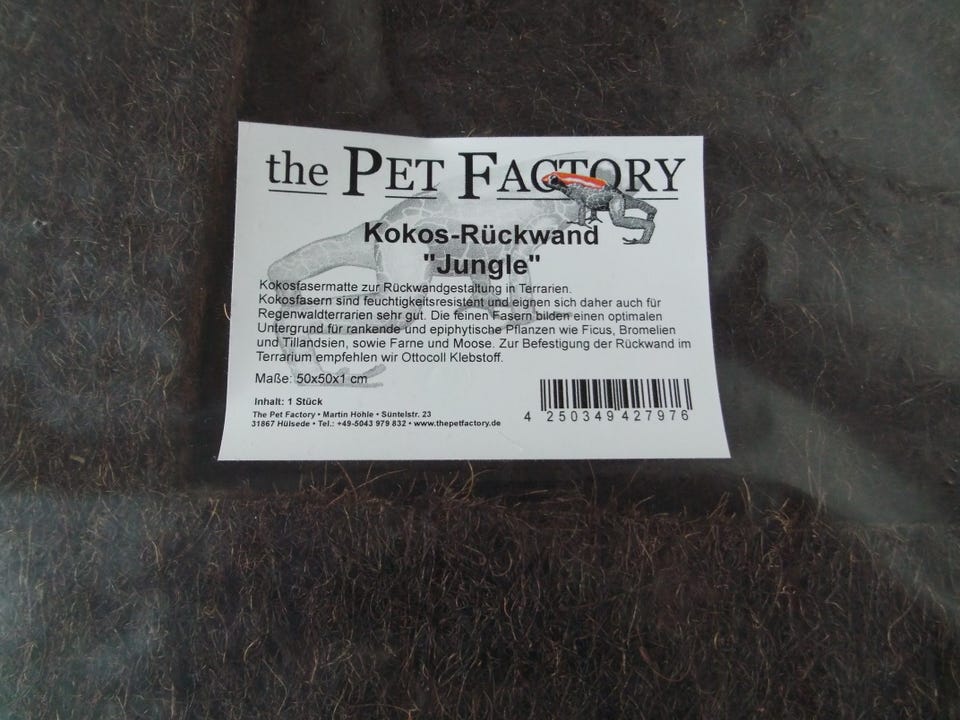 the PET FACTORY
Kokos-Rückwand
"Jungle"
Kokosfasermatte zur Rückwandgestaltung in Terrarien.
Kokosfasern sind feuchtigkeitsresistent und eignen sich daher auch für
Regenwaldterrarien sehr gut. Die feinen Fasern bilden einen optimalen
Untergrund für rankende und epiphytische Pflanzen wie Ficus, Bromelien
und Tillandsien, sowie Farne und Moose. Zur Befestigung der Rückwand im
Terrarium empfehlen wir Ottocoll Klebstoff.
Maße: 50x50x1 cm
Inhalt: 1 Stück
The Pet Factory • Martin Höhle • Süntelstr. 23
31867 Hülsede • Tel.: +49-5043 979 832 • www.thepetfactory.de
4 250349 427976